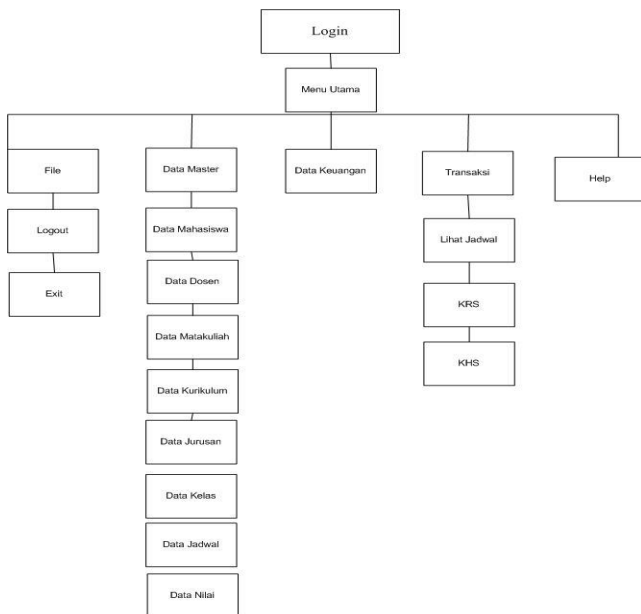 Login
Menu Utama
File
Data Master
Data Keuangan
Transaksi
Help
Logout
Data Mahasiswa
Lihat Jadwal
Exit
Data Dosen
KRS
Data Matakuliah
KHS
Data Kurikulum
Data Jurusan
Data Kelas
Data Jadwal
Data Nilai